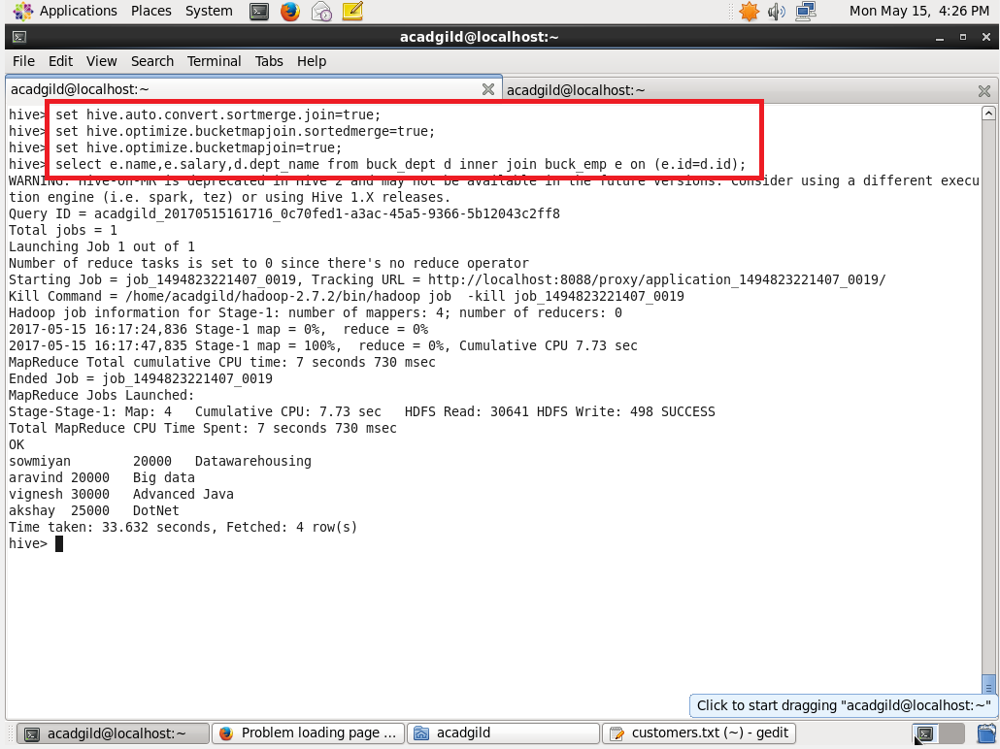 Applications Places System Mon May 15, 4:26 PM
acadgild@localhost:~
File Edit View Search Terminal Tabs Help
acadgild@localhost:~ acadgild@localhost:~
hive> set hive.auto.convert.sortmerge.join=true;
hive> set hive.optimize.bucketmapjoin.sortedmerge=true;
hive> set hive.optimize.bucketmapjoin=true;
hive> select e.name,e.salary,d.dept_name from buck_dept d inner join buck_emp e on (e.id=d.id);
WARNING: Hive-on-MR is deprecated in Hive 2 and may not be available in the future versions. Consider using a different execu
tion engine (i.e. spark, tez) or using Hive 1.X releases.
Query ID = acadgild_20170515161716_0c70fed1-a3ac-45a5-9366-5b12043c2ff8
Total jobs = 1
Launching Job 1 out of 1
Number of reduce tasks is set to 0 since there's no reduce operator
Starting Job = job_1494823221407_0019, Tracking URL = http://localhost:8088/proxy/application_1494823221407_0019/
Kill Command = /home/acadgild/hadoop-2.7.2/bin/hadoop job  -kill job_1494823221407_0019
Hadoop job information for Stage-1: number of mappers: 4; number of reducers: 0
2017-05-15 16:17:24,836 Stage-1 map = 0%,  reduce = 0%
2017-05-15 16:17:47,835 Stage-1 map = 100%,  reduce = 0%, Cumulative CPU 7.73 sec
MapReduce Total cumulative CPU time: 7 seconds 730 msec
Ended Job = job_1494823221407_0019
MapReduce Jobs Launched:
Stage-Stage-1: Map: 4   Cumulative CPU: 7.73 sec   HDFS Read: 30641 HDFS Write: 498 SUCCESS
Total MapReduce CPU Time Spent: 7 seconds 730 msec
OK
sowmiyan        20000   Datawarehousing
aravind 20000   Big data
vignesh 30000   Advanced Java
akshay  25000   DotNet
Time taken: 33.632 seconds, Fetched: 4 row(s)
hive>
Click to start dragging "acadgild@localhost:~"
acadgild@localhost:~ Problem loading page ... acadgild customers.txt (~) - gedit